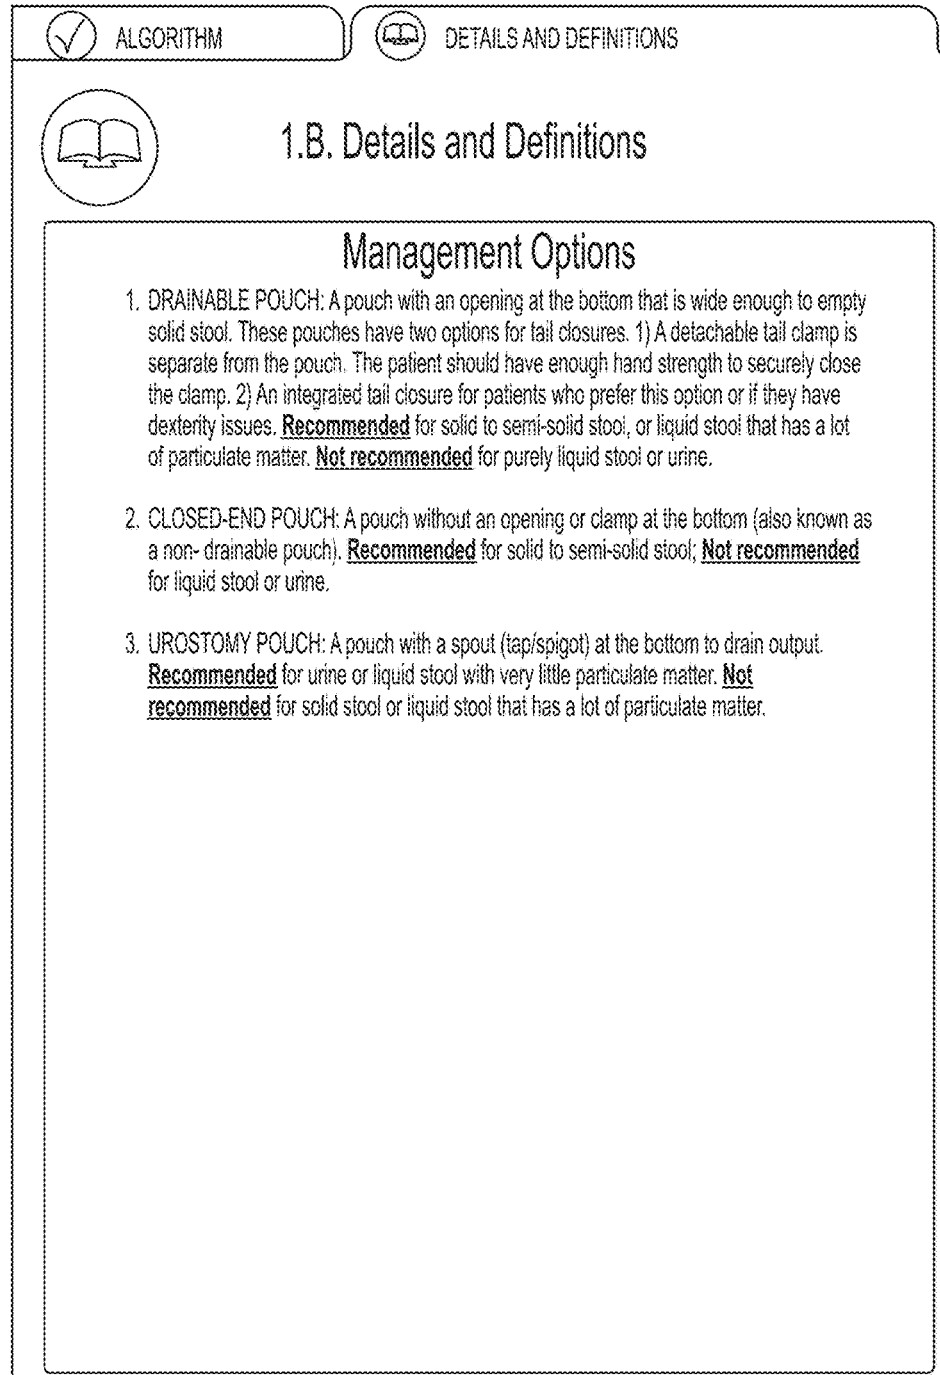 ALGORITHM
DETAILS AND DEFINITIONS
1.B. Details and Definitions
Management Options
1. DRAINABLE POUCH: A pouch with an opening at the bottom that is wide enough to empty
solid stool. These pouches have two options for tail closures. 1) A detachable tail clamp is
separate from the pouch. The patient should have enough hand strength to securely close
the clamp. 2) An integrated tail closure for patients who prefer this option or if they have
dexterity issues. Recommended for solid to semi-solid stool, or liquid stool that has a lot
of particulate matter. Not recommended for purely liquid stool or urine.
2. CLOSED-END POUCH: A pouch without an opening or clamp at the bottom (also known as
a non- drainable pouch). Recommended for solid to semi-solid stool; Not recommended
for liquid stool or urine.
3. UROSTOMY POUCH: A pouch with a spout (tap/spigot) at the bottom to drain output.
Recommended for urine or liquid stool with very little particulate matter. Not
recommended for solid stool or liquid stool that has a lot of particulate matter.